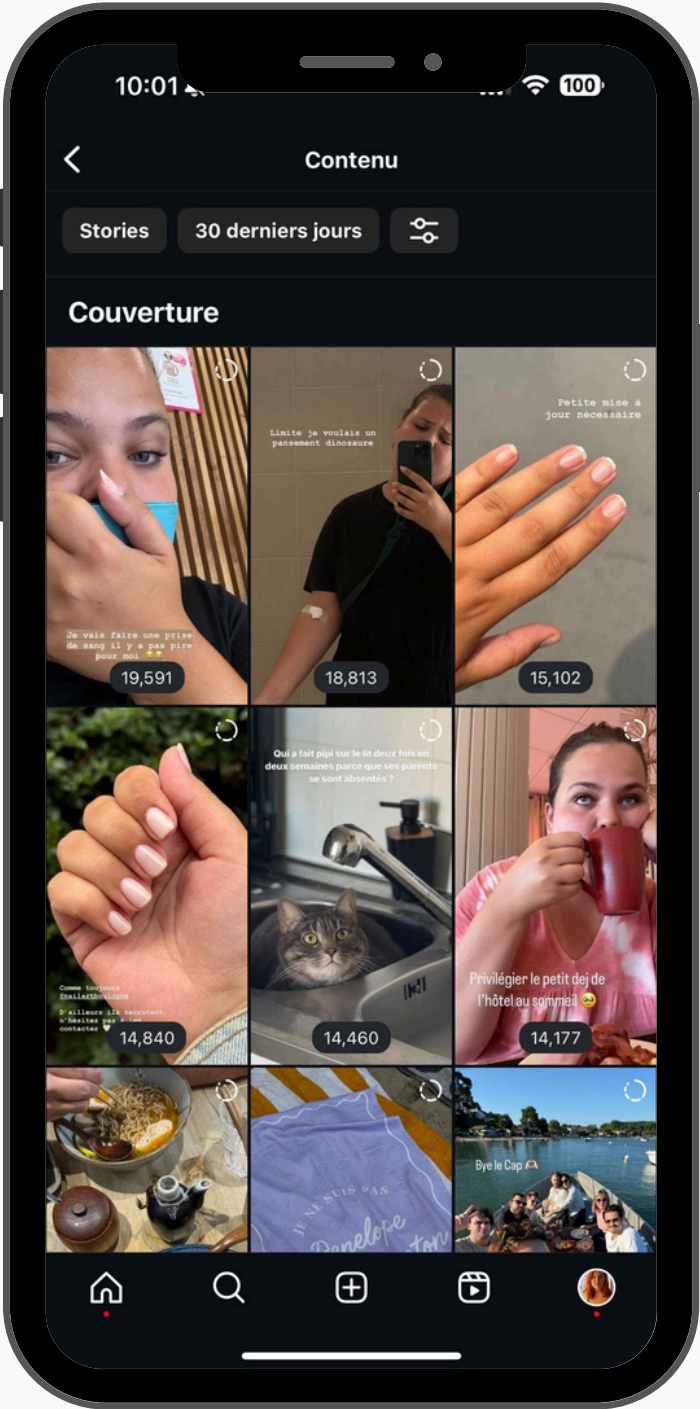 10:01
100
Contenu
Stories
30 derniers jours
Couverture
Je vais faire une prise
de sang il y a pas pire
pour moi 😂😂
19,591
Limite je voulais un
pansement dinosaure
18,813
Petite mise à
jour nécessaire
15,102
Comme toujours
@nailartboulogne
D'ailleurs ils recrutent,
n'hésitez pas à les
contacter 🤍
14,840
Qui a fait pipi sur le lit deux fois en
deux semaines parce que ses parents
se sont absentés ?
14,460
Privilégier le petit dej de
l'hôtel au sommeil 🥹
14,177
JE NE SUIS PAS
Penelope
Bye le Cap 🫶🏼